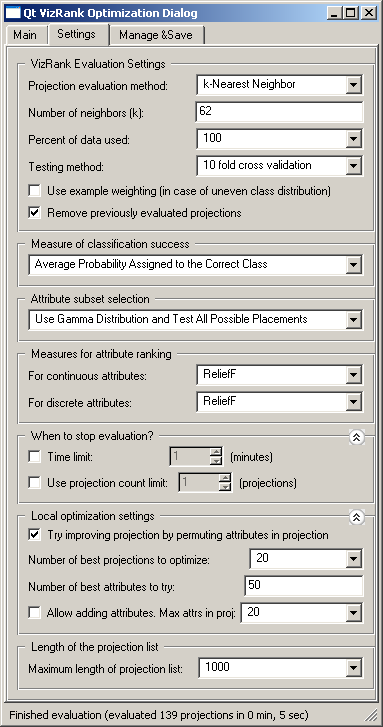 Qt VizRank Optimization Dialog
Main Settings Manage & Save
VizRank Evaluation Settings
Projection evaluation method: k-Nearest Neighbor
Number of neighbors (k): 62
Percent of data used: 100
Testing method: 10 fold cross validation
Use example weighting (in case of uneven class distribution)
Remove previously evaluated projections
Measure of classification success
Average Probability Assigned to the Correct Class
Attribute subset selection
Use Gamma Distribution and Test All Possible Placements
Measures for attribute ranking
For continuous attributes: ReliefF
For discrete attributes: ReliefF
When to stop evaluation?
Time limit: 1 (minutes)
Use projection count limit: 1 (projections)
Local optimization settings
Try improving projection by permuting attributes in projection
Number of best projections to optimize: 20
Number of best attributes to try: 50
Allow adding attributes. Max attrs in proj: 20
Length of the projection list
Maximum length of projection list: 1000
Finished evaluation (evaluated 139 projections in 0 min, 5 sec)